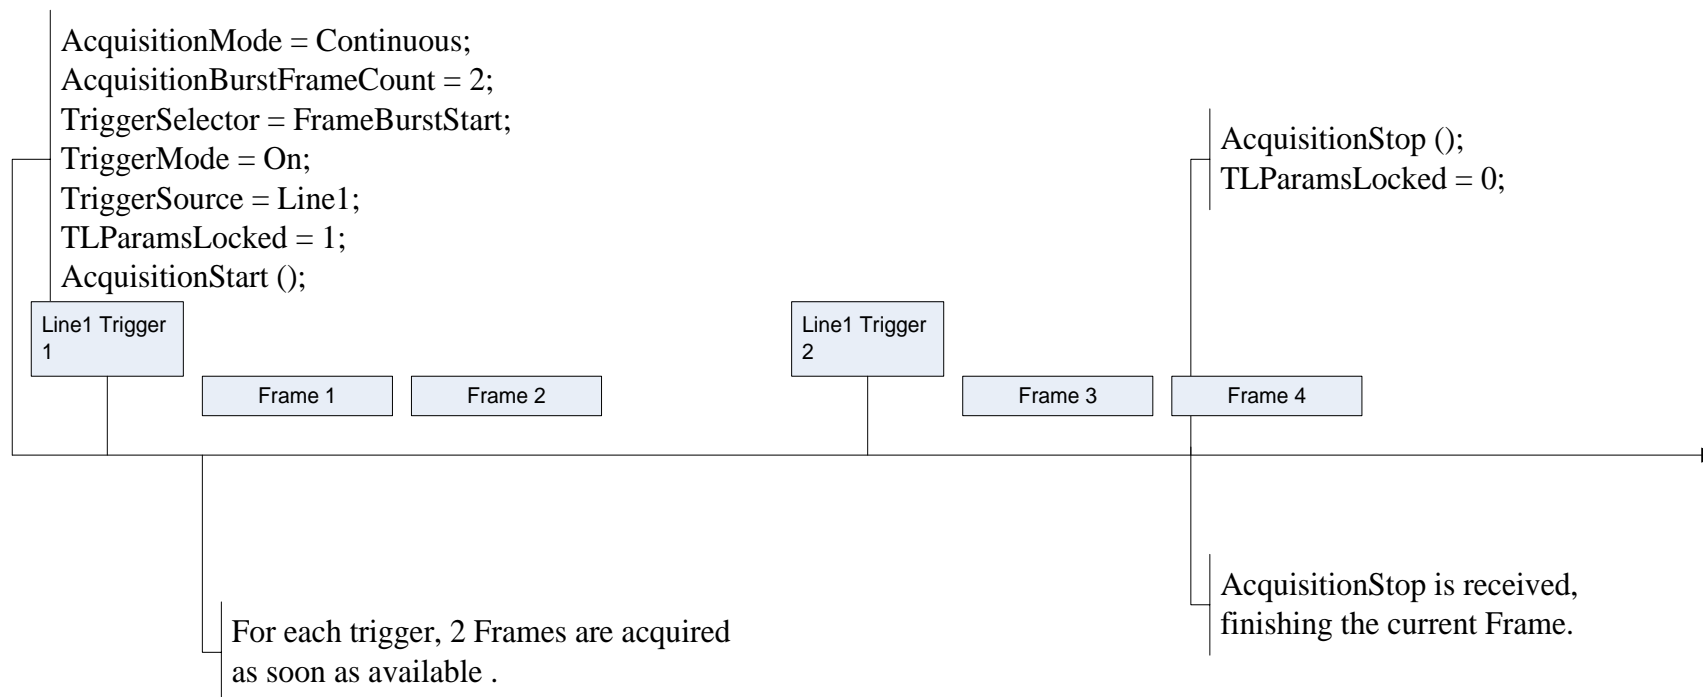 AcquisitionMode = Continuous;
AcquisitionBurstFrameCount = 2;
TriggerSelector = FrameBurstStart;
TriggerMode = On;
TriggerSource = Line1;
TLParamsLocked = 1;
AcquisitionStart ();
AcquisitionStop ();
TLParamsLocked = 0;
Line1 Trigger
1
Line1 Trigger
2
Frame 1
Frame 2
Frame 3
Frame 4
For each trigger, 2 Frames are acquired
as soon as available .
AcquisitionStop is received,
finishing the current Frame.